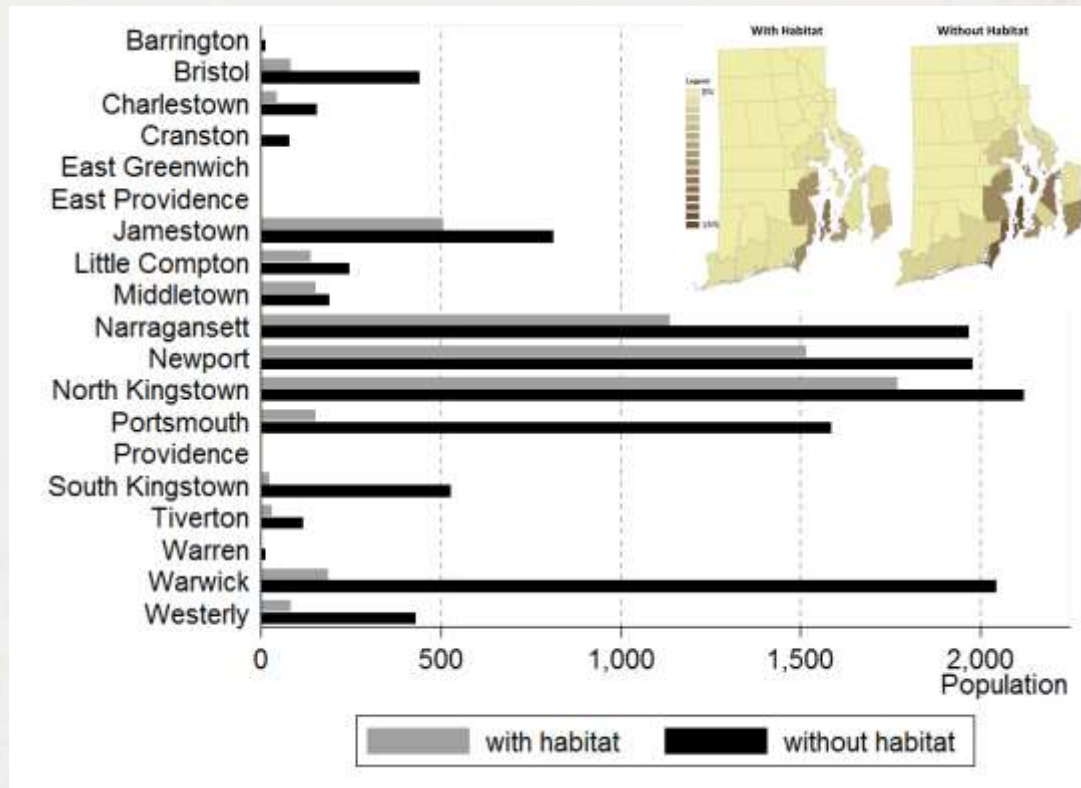 With Habitat
Without Habitat
Legend
0%
Barrington
Bristol
Charlestown
Cranston
East Greenwich
East Providence
Jamestown
Little Compton
Middletown
Narragansett
Newport
North Kingstown
Portsmouth
Providence
South Kingstown
Tiverton
Warren
Warwick
Westerly
0 500 1,000 1,500 2,000
Population
with habitat without habitat